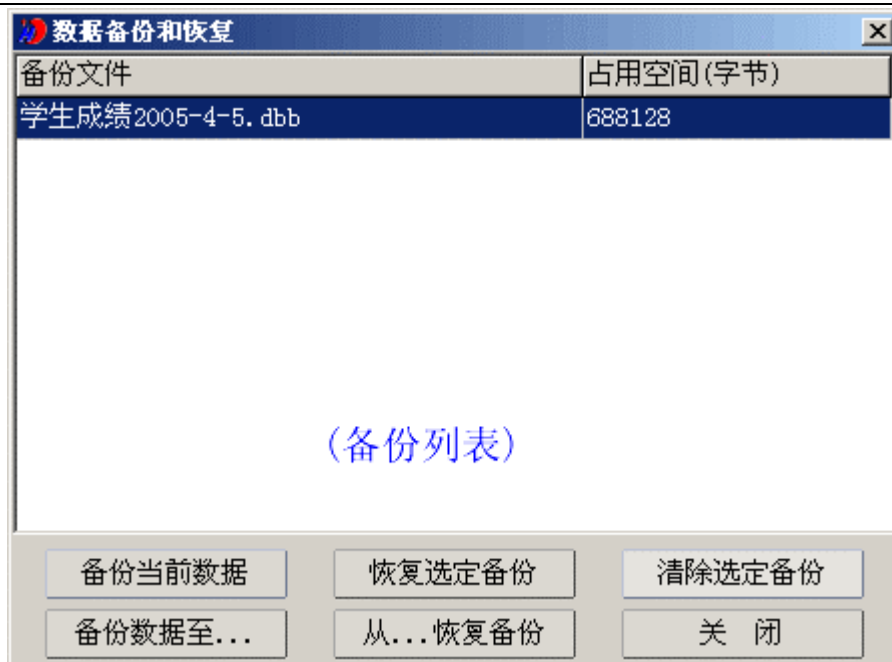 数据备份和恢复
备份文件 占用空间(字节)
学生成绩2005-4-5.dbb 688128
(备份列表)
备份当前数据 恢复选定备份 清除选定备份
备份数据至... 从...恢复备份 关 闭